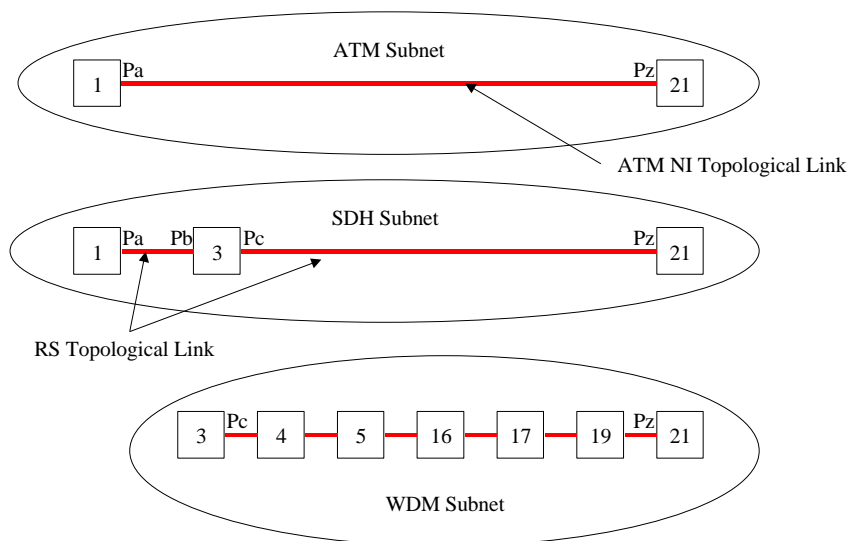 ATM Subnet
1 Pa Pz 21
ATM NI Topological Link
SDH Subnet
1 Pa Pb 3 Pc Pz 21
RS Topological Link
3 Pc 4 5 16 17 19 Pz 21
WDM Subnet